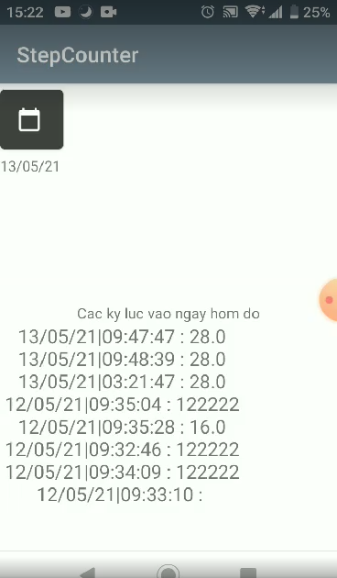 15:22 25%
StepCounter
13/05/21
Cac ky luc vao ngay hom do
13/05/21|09:47:47 : 28.0
13/05/21|09:48:39 : 28.0
13/05/21|03:21:47 : 28.0
12/05/21|09:35:04 : 122222
12/05/21|09:35:28 : 16.0
12/05/21|09:32:46 : 122222
12/05/21|09:34:09 : 122222
12/05/21|09:33:10 :